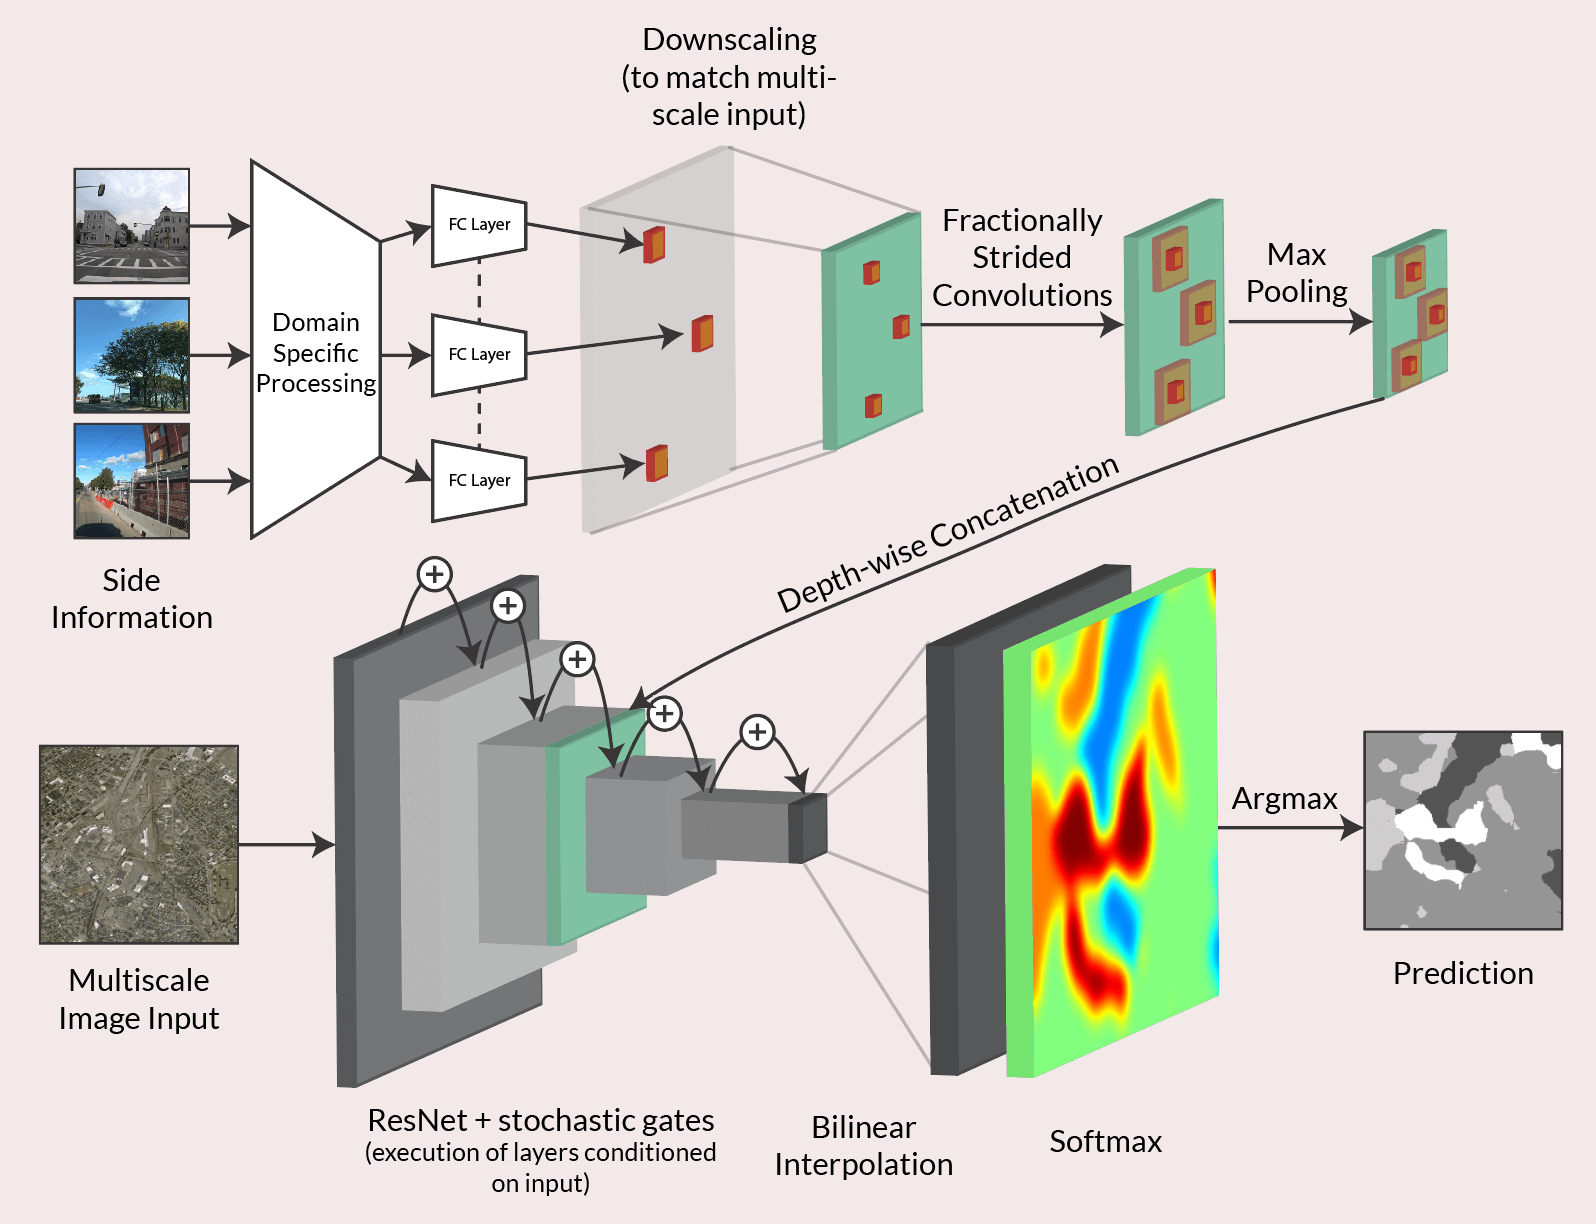 Downscaling
(to match multi-
scale input)
FC Layer
Fractionally
Strided
Convolutions
Max
Pooling
Domain
Specific
Processing
FC Layer
FC Layer
Side
Information
Depth-wise Concatenation
Argmax
Multiscale
Image Input
Prediction
ResNet + stochastic gates
(execution of layers conditioned
on input)
Bilinear
Interpolation
Softmax